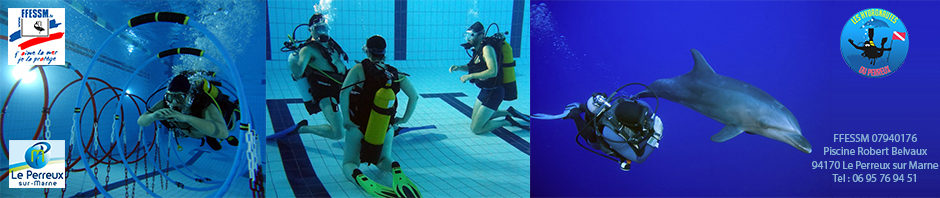 FFESSM.fr
j'aime la mer
je la protège
Le Perreux
sur-Marne
LES HYDRONAUTES
DU PERREUX
FFESSM 07940176
Piscine Robert Belvaux
94170 Le Perreux sur Marne
Tel : 06 95 76 94 51